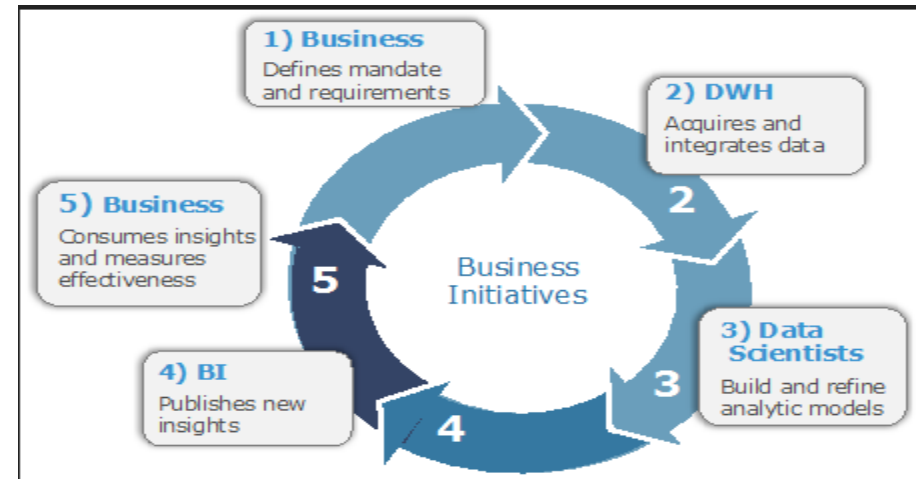 1) Business
Defines mandate
and requirements
2) DWH
Acquires and
integrates data
2
5) Business
Consumes insights
and measures
effectiveness
5
Business
Initiatives
3) Data
Scientists
Build and refine
analytic models
3
4) BI
Publishes new
insights
4